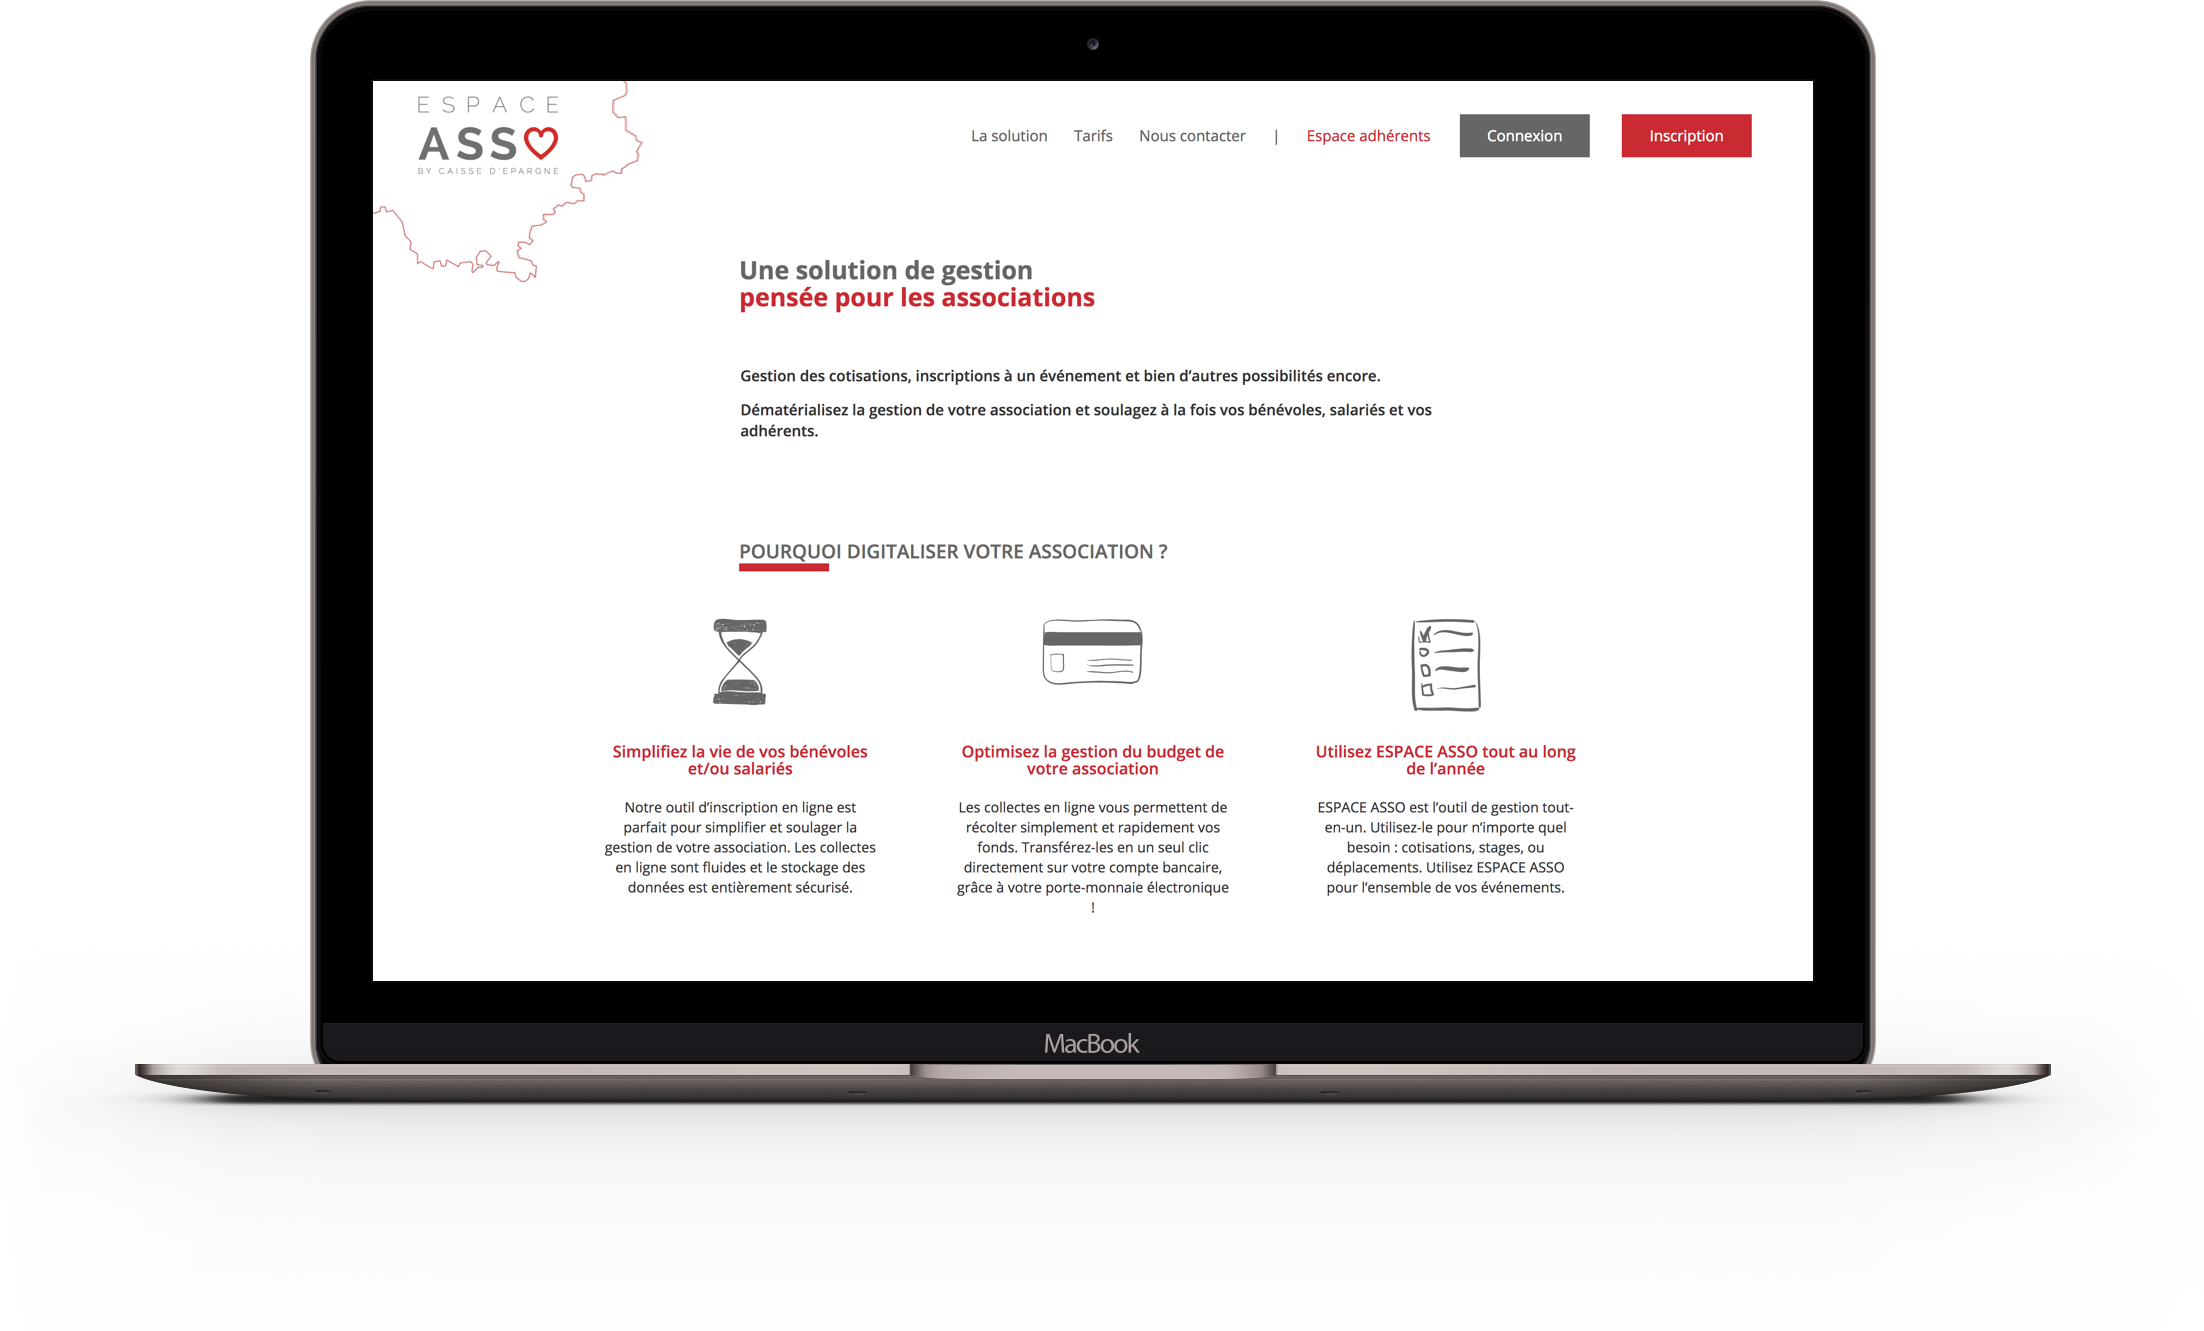 ESPACE
ASSO
BY CAISSE D'EPARGNE
La solution Tarifs Nous contacter | Espace adhérents Connexion Inscription
Une solution de gestion
pensée pour les associations
Gestion des cotisations, inscriptions à un événement et bien d’autres possibilités encore.
Dématérialisez la gestion de votre association et soulagez à la fois vos bénévoles, salariés et vos
adhérents.
POURQUOI DIGITALISER VOTRE ASSOCIATION ?
Simplifiez la vie de vos bénévoles
et/ou salariés
Notre outil d’inscription en ligne est
parfait pour simplifier et soulager la
gestion de votre association. Les collectes
en ligne sont fluides et le stockage des
données est entièrement sécurisé.
Optimisez la gestion du budget de
votre association
Les collectes en ligne vous permettent de
récolter simplement et rapidement vos
fonds. Transférez-les en un seul clic
directement sur votre compte bancaire,
grâce à votre porte-monnaie électronique
!
Utilisez ESPACE ASSO tout au long
de l’année
ESPACE ASSO est l’outil de gestion tout-
en-un. Utilisez-le pour n’importe quel
besoin : cotisations, stages, ou
déplacements. Utilisez ESPACE ASSO
pour l’ensemble de vos événements.
MacBook